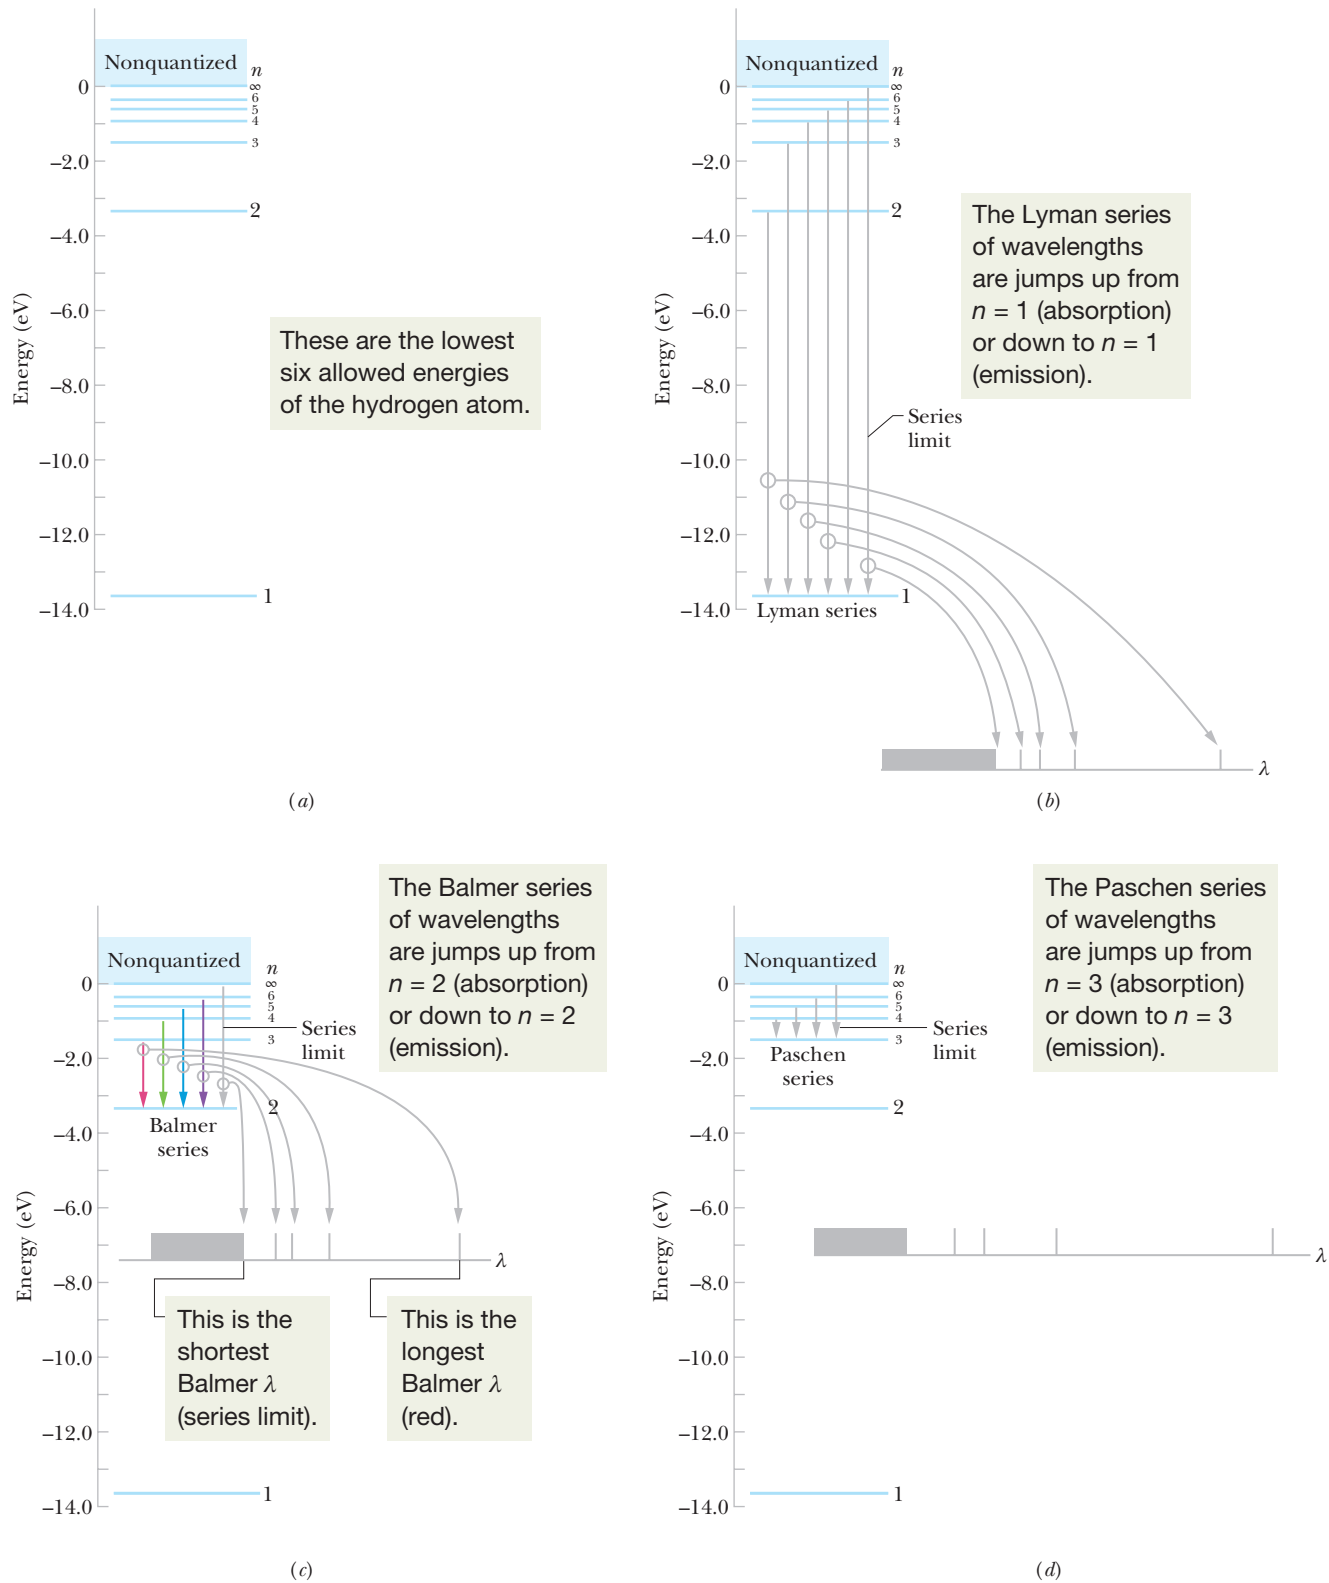 Nonquantized
n
0
∞
6
5
4
3
–2.0
2
–4.0
–6.0
–8.0
–10.0
–12.0
1
–14.0
Energy (eV)
These are the lowest
six allowed energies
of the hydrogen atom.
(a)
Nonquantized
n
0
∞
6
5
4
3
–2.0
2
–4.0
–6.0
–8.0
–10.0
–12.0
1
–14.0
Energy (eV)
The Lyman series
of wavelengths
are jumps up from
n = 1 (absorption)
or down to n = 1
(emission).
Series
limit
Lyman series
λ
(b)
The Balmer series
of wavelengths
are jumps up from
n = 2 (absorption)
or down to n = 2
(emission).
Nonquantized
n
0
∞
6
5
4
3
Series
limit
–2.0
2
Balmer
series
–4.0
–6.0
λ
–8.0
–10.0
–12.0
1
–14.0
Energy (eV)
This is the
shortest
Balmer λ
(series limit).
This is the
longest
Balmer λ
(red).
(c)
The Paschen series
of wavelengths
are jumps up from
n = 3 (absorption)
or down to n = 3
(emission).
Nonquantized
n
0
∞
6
5
4
3
Series
limit
–2.0
Paschen
series
2
–4.0
–6.0
λ
–8.0
–10.0
–12.0
1
–14.0
Energy (eV)
(d)